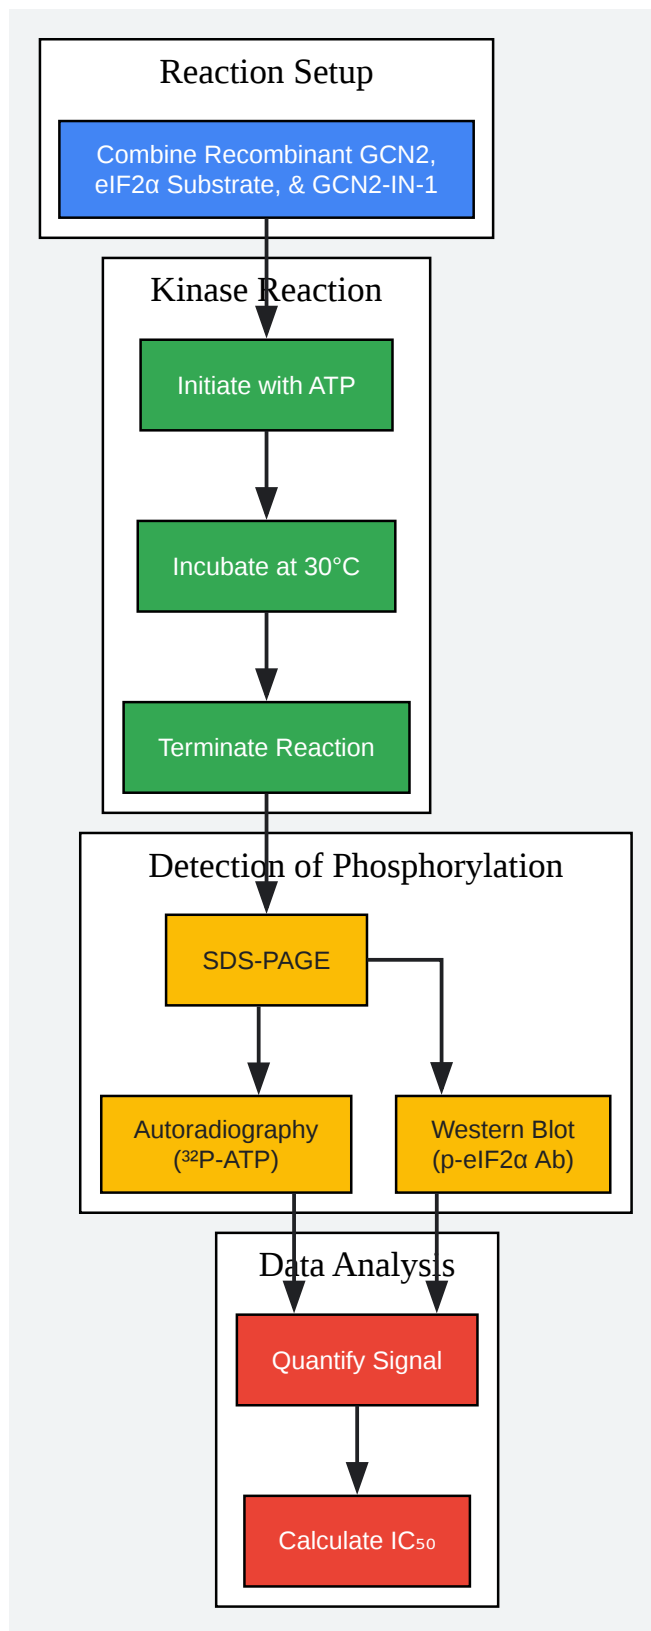 Reaction Setup
Combine Recombinant GCN2,
eIF2α Substrate, & GCN2-IN-1
Kinase Reaction
Initiate with ATP
Incubate at 30°C
Terminate Reaction
Detection of Phosphorylation
SDS-PAGE
Autoradiography
(³²P-ATP)
Western Blot
(p-eIF2α Ab)
Data Analysis
Quantify Signal
Calculate IC₅₀